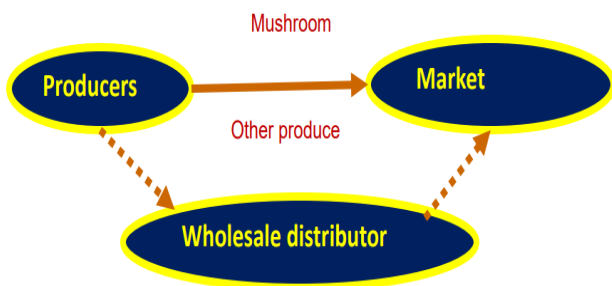 Mushroom
Producers
Market
Other produce
Wholesale distributor